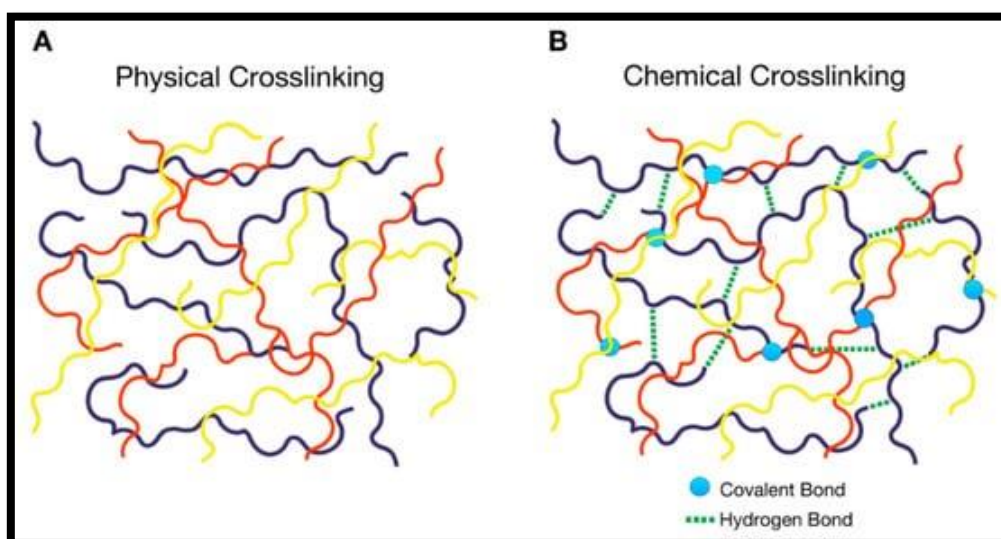 A
Physical Crosslinking
B
Chemical Crosslinking
Covalent Bond
Hydrogen Bond